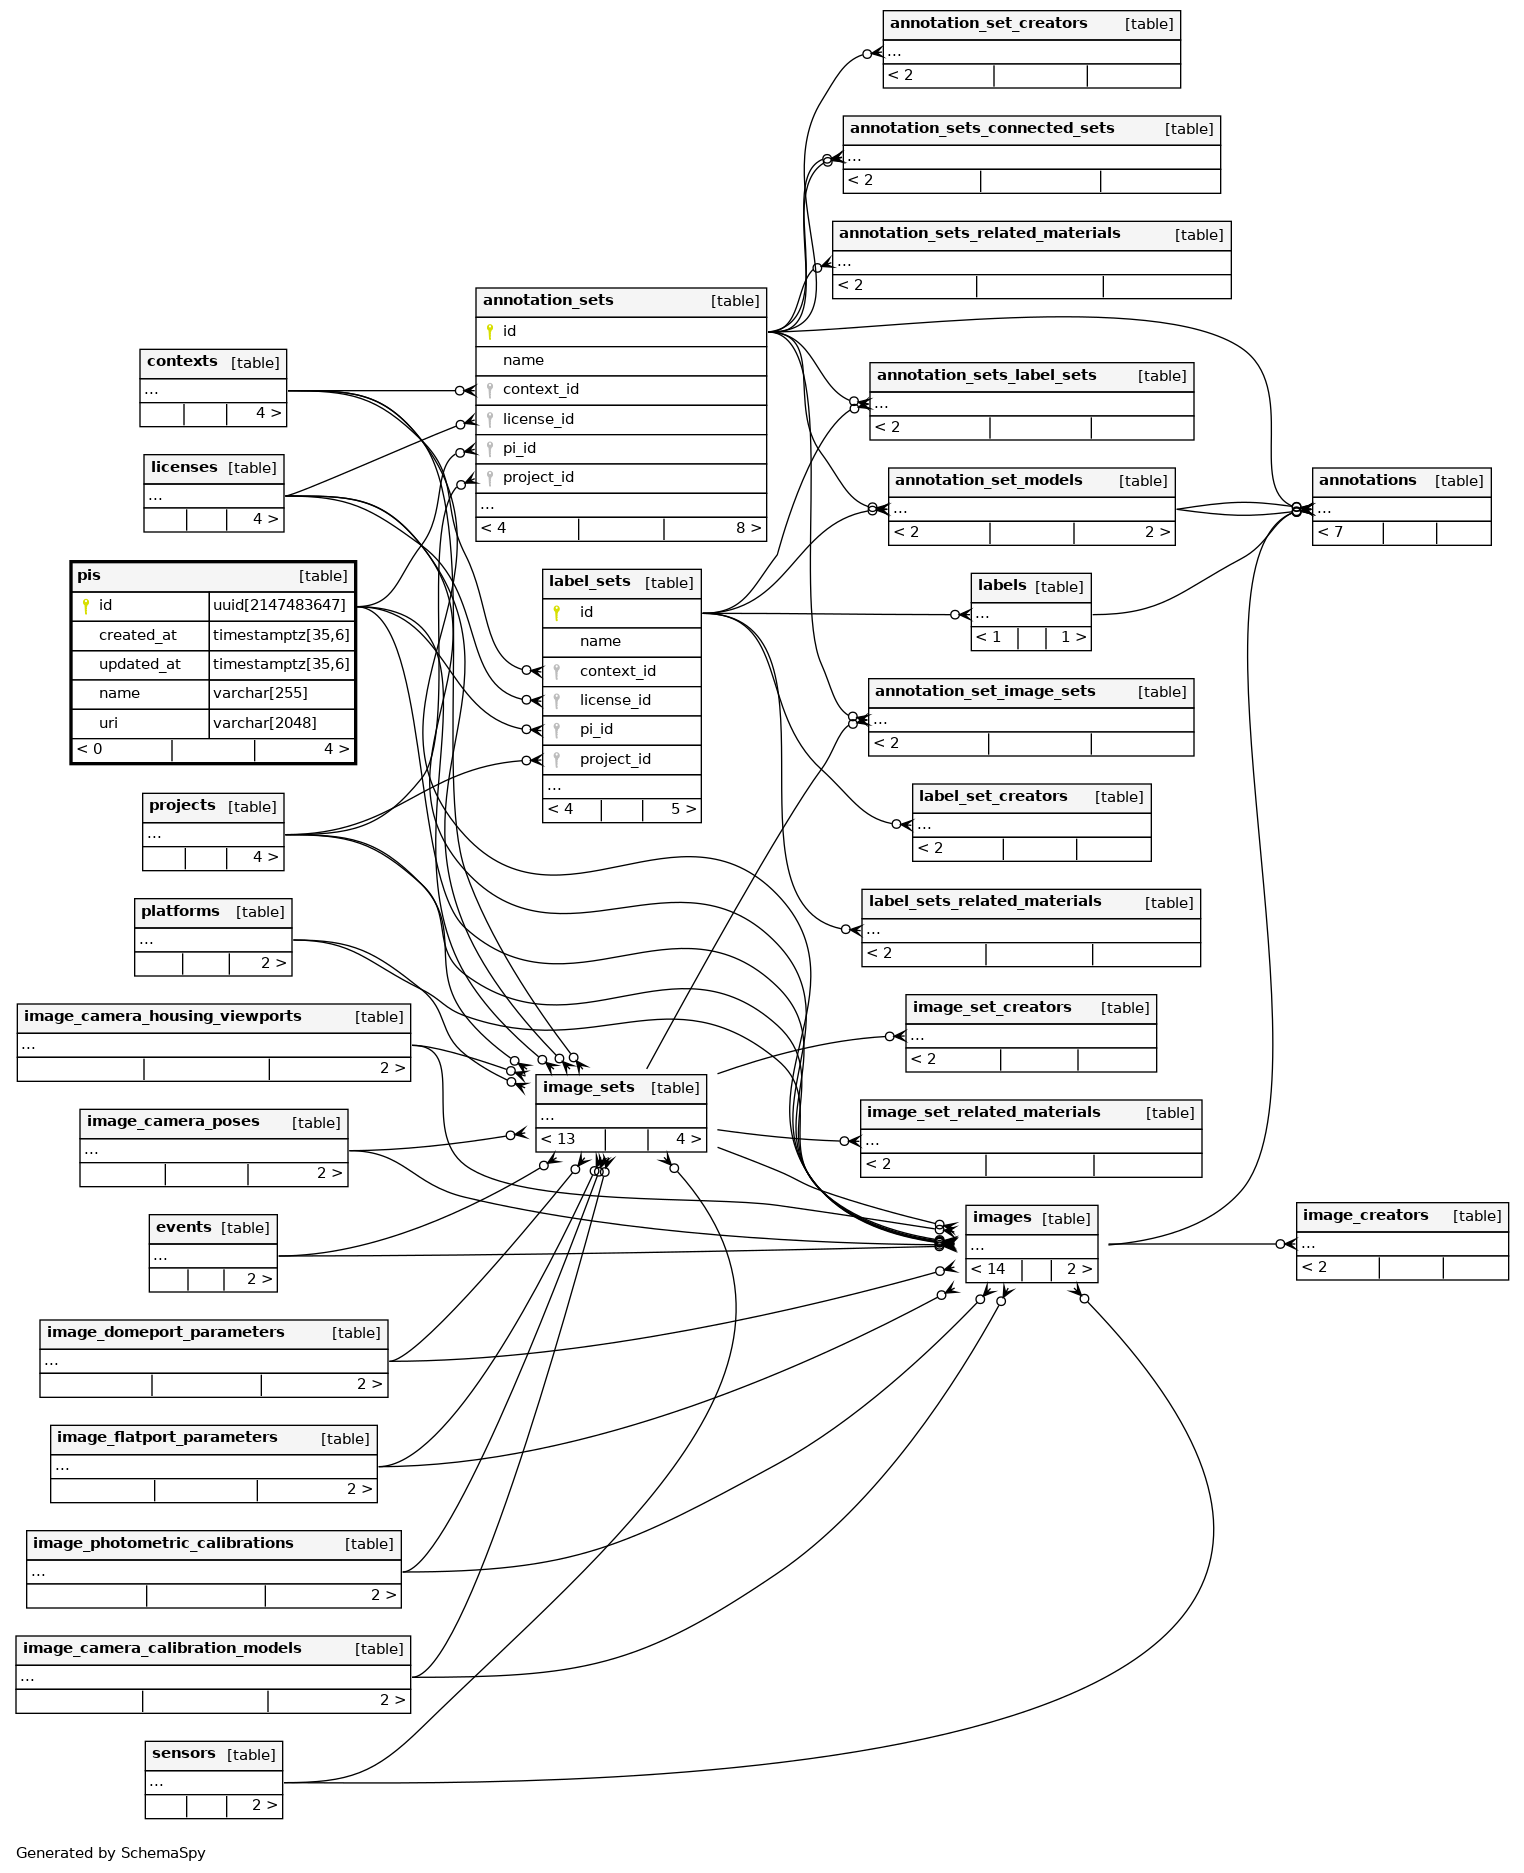 annotation_set_creators [table]
...
< 2
annotation_sets_connected_sets [table]
...
< 2
annotation_sets_related_materials [table]
...
< 2
annotation_sets [table]
id
name
context_id
license_id
pi_id
project_id
...
< 4 8 >
contexts [table]
...
4 >
licenses [table]
...
4 >
pis [table]
id uuid[2147483647]
created_at timestamptz[35,6]
updated_at timestamptz[35,6]
name varchar[255]
uri varchar[2048]
< 0 4 >
label_sets [table]
id
name
context_id
license_id
pi_id
project_id
...
< 4 5 >
annotation_sets_label_sets [table]
...
< 2
annotation_set_models [table]
...
< 2 2 >
annotations [table]
...
< 7
labels [table]
...
< 1 1 >
annotation_set_image_sets [table]
...
< 2
label_set_creators [table]
...
< 2
label_sets_related_materials [table]
...
< 2
projects [table]
...
4 >
platforms [table]
...
2 >
image_camera_housing_viewports [table]
...
2 >
image_set_creators [table]
...
< 2
image_sets [table]
...
< 13 4 >
image_camera_poses [table]
...
2 >
image_set_related_materials [table]
...
< 2
events [table]
...
2 >
images [table]
...
< 14 2 >
image_creators [table]
...
< 2
image_domeport_parameters [table]
...
2 >
image_flatport_parameters [table]
...
2 >
image_photometric_calibrations [table]
...
2 >
image_camera_calibration_models [table]
...
2 >
sensors [table]
...
2 >
Generated by SchemaSpy